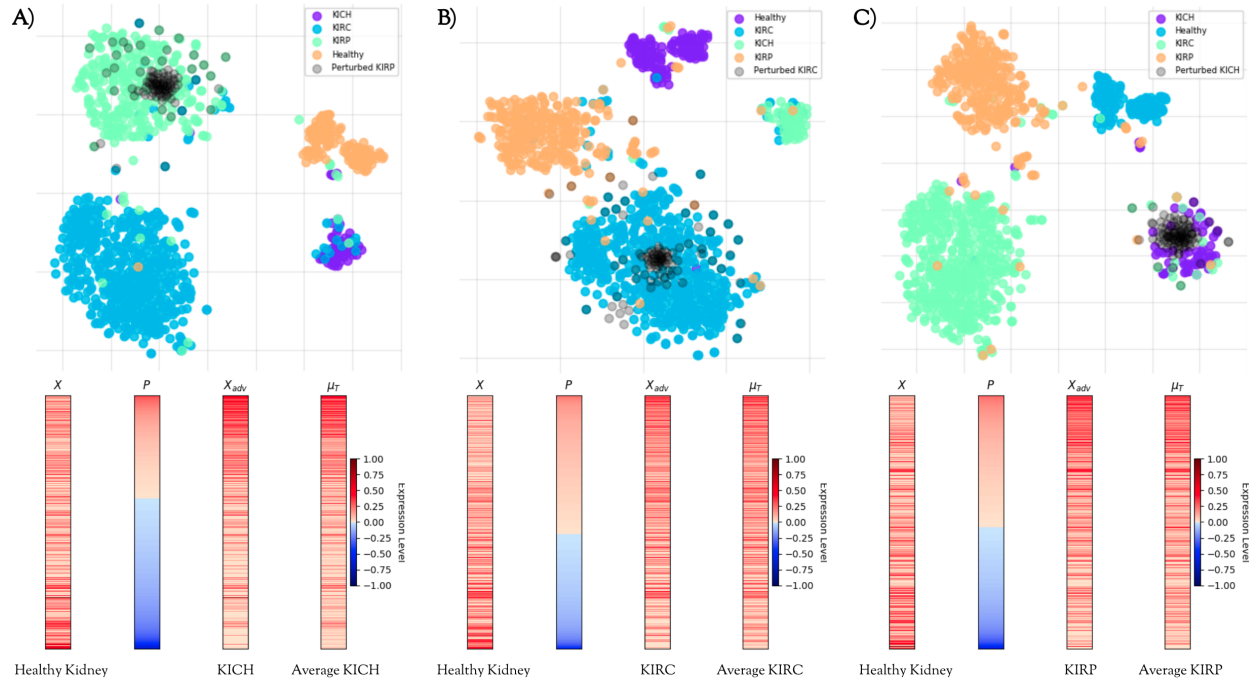 A)
KICH
KIRC
KIRP
Healthy
Perturbed KIRP
B)
Healthy
KIRC
KICH
KIRP
Perturbed KIRC
C)
KICH
Healthy
KIRC
KIRP
Perturbed KICH
X P X_adv μ_T
1.00
0.75
0.50
0.25
0.00
−0.25
−0.50
−0.75
−1.00
Expression Level
Healthy Kidney KICH Average KICH
X P X_adv μ_T
1.00
0.75
0.50
0.25
0.00
−0.25
−0.50
−0.75
−1.00
Expression Level
Healthy Kidney KIRC Average KIRC
X P X_adv μ_T
1.00
0.75
0.50
0.25
0.00
−0.25
−0.50
−0.75
−1.00
Expression Level
Healthy Kidney KIRP Average KIRP